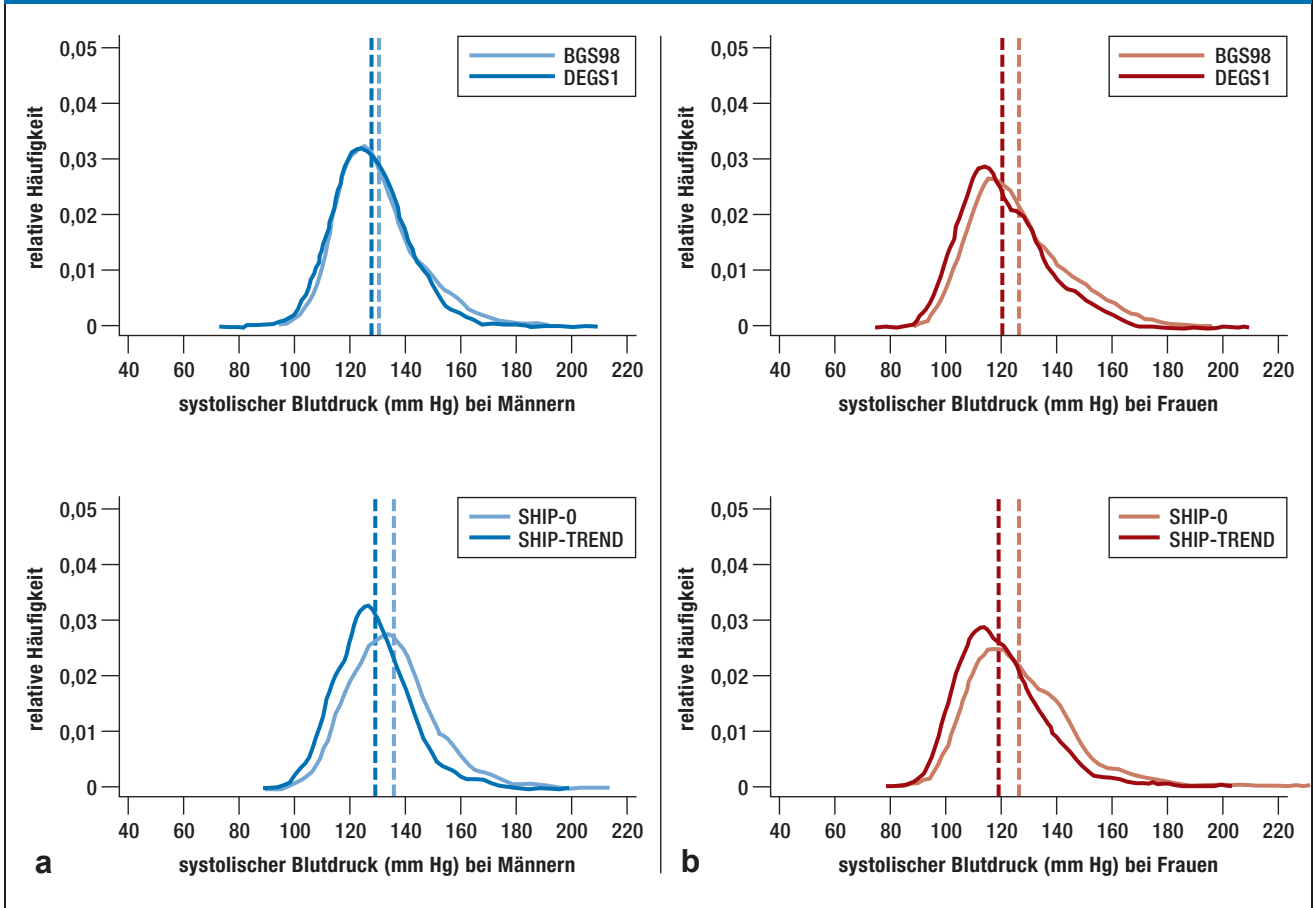 0,05
0,04
0,03
0,02
0,01
0
relative Häufigkeit
BGS98
DEGS1
40 60 80 100 120 140 160 180 200 220
systolischer Blutdruck (mm Hg) bei Männern
0,05
0,04
0,03
0,02
0,01
0
relative Häufigkeit
BGS98
DEGS1
40 60 80 100 120 140 160 180 200 220
systolischer Blutdruck (mm Hg) bei Frauen
0,05
0,04
0,03
0,02
0,01
0
relative Häufigkeit
SHIP-0
SHIP-TREND
40 60 80 100 120 140 160 180 200 220
systolischer Blutdruck (mm Hg) bei Männern
a
0,05
0,04
0,03
0,02
0,01
0
relative Häufigkeit
SHIP-0
SHIP-TREND
40 60 80 100 120 140 160 180 200 220
systolischer Blutdruck (mm Hg) bei Frauen
b